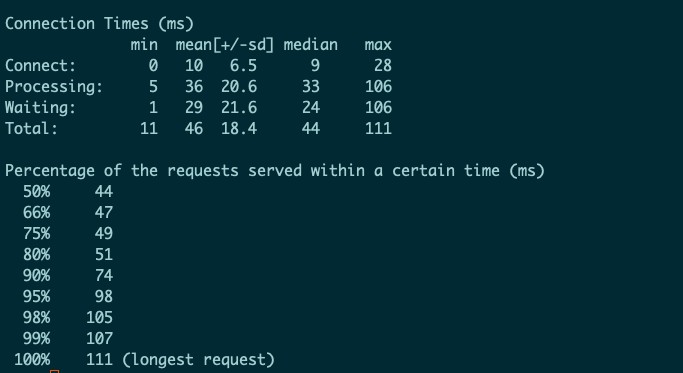 Connection Times (ms)
              min  mean[+/-sd] median   max
Connect:        0   10   6.5      9      28
Processing:     5   36  20.6     33     106
Waiting:        1   29  21.6     24     106
Total:         11   46  18.4     44     111

Percentage of the requests served within a certain time (ms)
  50%     44
  66%     47
  75%     49
  80%     51
  90%     74
  95%     98
  98%    105
  99%    107
 100%    111 (longest request)